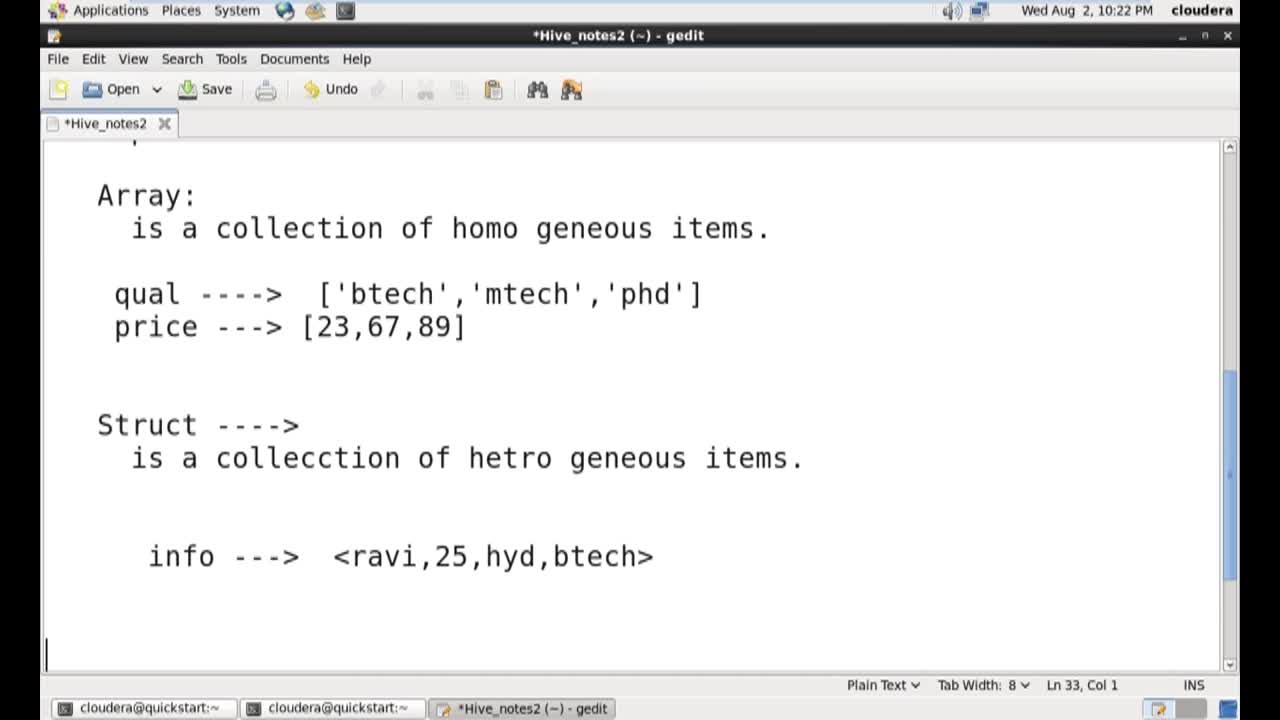 Applications Places System Wed Aug 2, 10:22 PM cloudera
*Hive_notes2 (~) - gedit
File Edit View Search Tools Documents Help
Open Save Undo
*Hive_notes2
Array:
is a collection of homo geneous items.
qual ----> ['btech','mtech','phd']
price ---> [23,67,89]
Struct ---->
is a collecction of hetro geneous items.
info ---> <ravi,25,hyd,btech>
Plain Text Tab Width: 8 Ln 33, Col 1 INS
cloudera@quickstart:~ cloudera@quickstart:~ *Hive_notes2 (~) - gedit